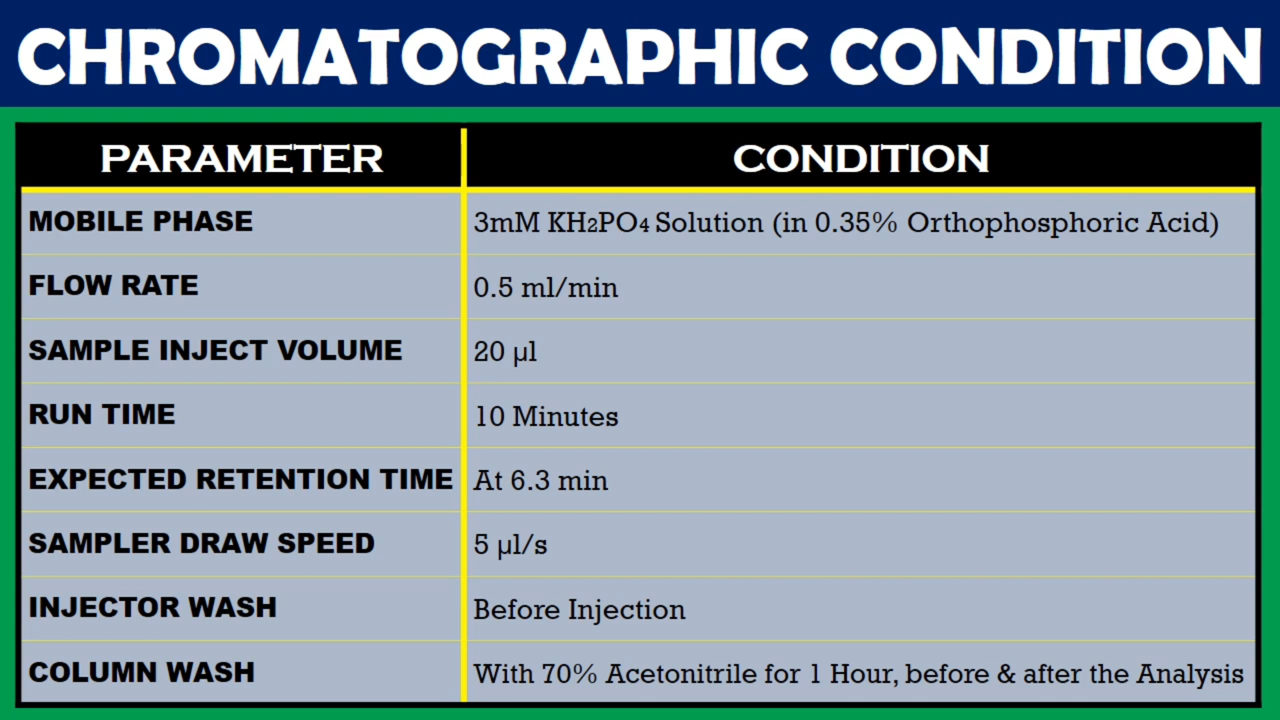 CHROMATOGRAPHIC CONDITION
PARAMETER CONDITION
MOBILE PHASE 3mM KH₂PO₄ Solution (in 0.35% Orthophosphoric Acid)
FLOW RATE 0.5 ml/min
SAMPLE INJECT VOLUME 20 µl
RUN TIME 10 Minutes
EXPECTED RETENTION TIME At 6.3 min
SAMPLER DRAW SPEED 5 µl/s
INJECTOR WASH Before Injection
COLUMN WASH With 70% Acetonitrile for 1 Hour, before & after the Analysis